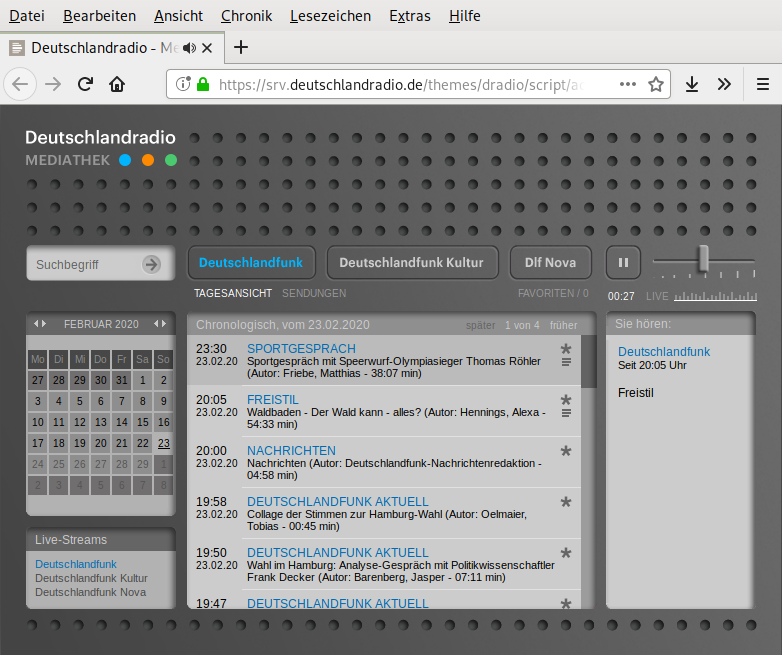 Datei Bearbeiten Ansicht Chronik Lesezeichen Extras Hilfe
Deutschlandradio - Me
https://srv.deutschlandradio.de/themes/dradio/script/ac
Deutschlandradio
MEDIATHEK
Suchbegriff
Deutschlandfunk Deutschlandfunk Kultur Dlf Nova
TAGESANSICHT SENDUNGEN FAVORITEN / 0 00:27 LIVE
FEBRUAR 2020
Mo Di Mi Do Fr Sa So
27 28 29 30 31 1 2
3 4 5 6 7 8 9
10 11 12 13 14 15 16
17 18 19 20 21 22 23
24 25 26 27 28 29 1
2 3 4 5 6 7 8
Live-Streams
Deutschlandfunk
Deutschlandfunk Kultur
Deutschlandfunk Nova
Chronologisch, vom 23.02.2020 später 1 von 4 früher
23:30 SPORTGESPRÄCH
23.02.20 Sportgespräch mit Speerwurf-Olympiasieger Thomas Röhler
(Autor: Friebe, Matthias - 38:07 min)
20:05 FREISTIL
23.02.20 Waldbaden - Der Wald kann - alles? (Autor: Hennings, Alexa -
54:33 min)
20:00 NACHRICHTEN
23.02.20 Nachrichten (Autor: Deutschlandfunk-Nachrichtenredaktion -
04:58 min)
19:58 DEUTSCHLANDFUNK AKTUELL
23.02.20 Collage der Stimmen zur Hamburg-Wahl (Autor: Oelmaier,
Tobias - 00:45 min)
19:50 DEUTSCHLANDFUNK AKTUELL
23.02.20 Wahl im Hamburg: Analyse-Gespräch mit Politikwissenschaftler
Frank Decker (Autor: Barenberg, Jasper - 07:11 min)
19:47 DEUTSCHLANDFUNK AKTUELL
Sie hören:
Deutschlandfunk
Seit 20:05 Uhr
Freistil